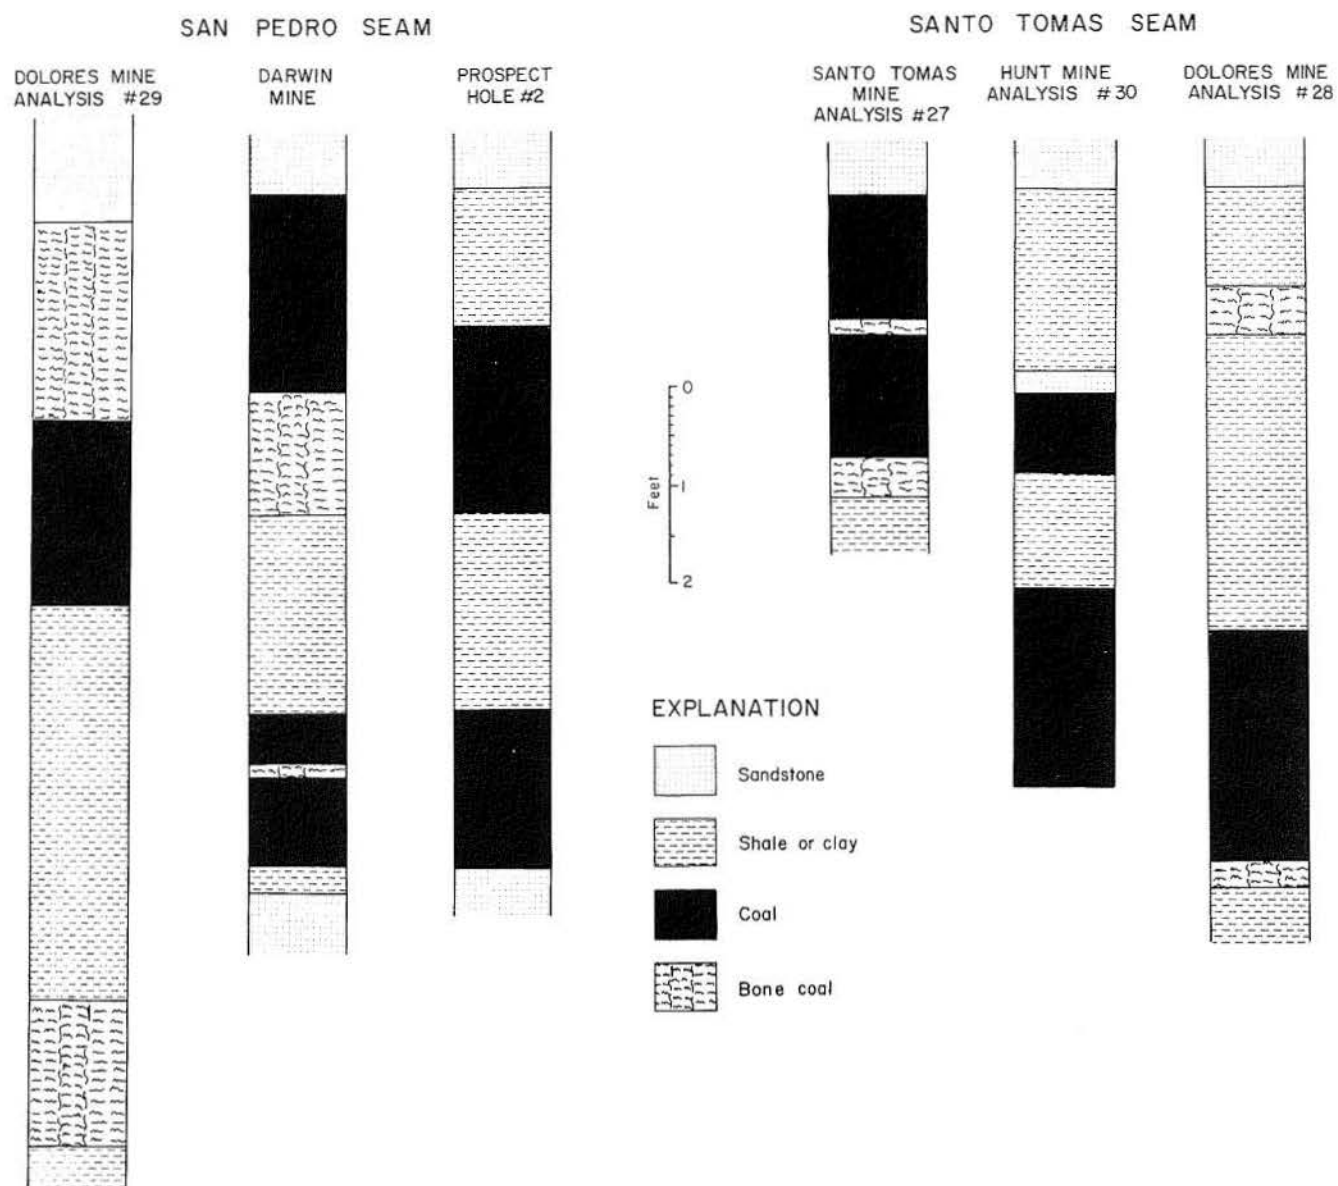 SAN PEDRO SEAM
DOLORES MINE
ANALYSIS #29
DARWIN
MINE
PROSPECT
HOLE #2
SANTO TOMAS SEAM
SANTO TOMAS
MINE
ANALYSIS #27
HUNT MINE
ANALYSIS #30
DOLORES MINE
ANALYSIS #28
0
1
2
Feet
EXPLANATION
Sandstone
Shale or clay
Coal
Bone coal